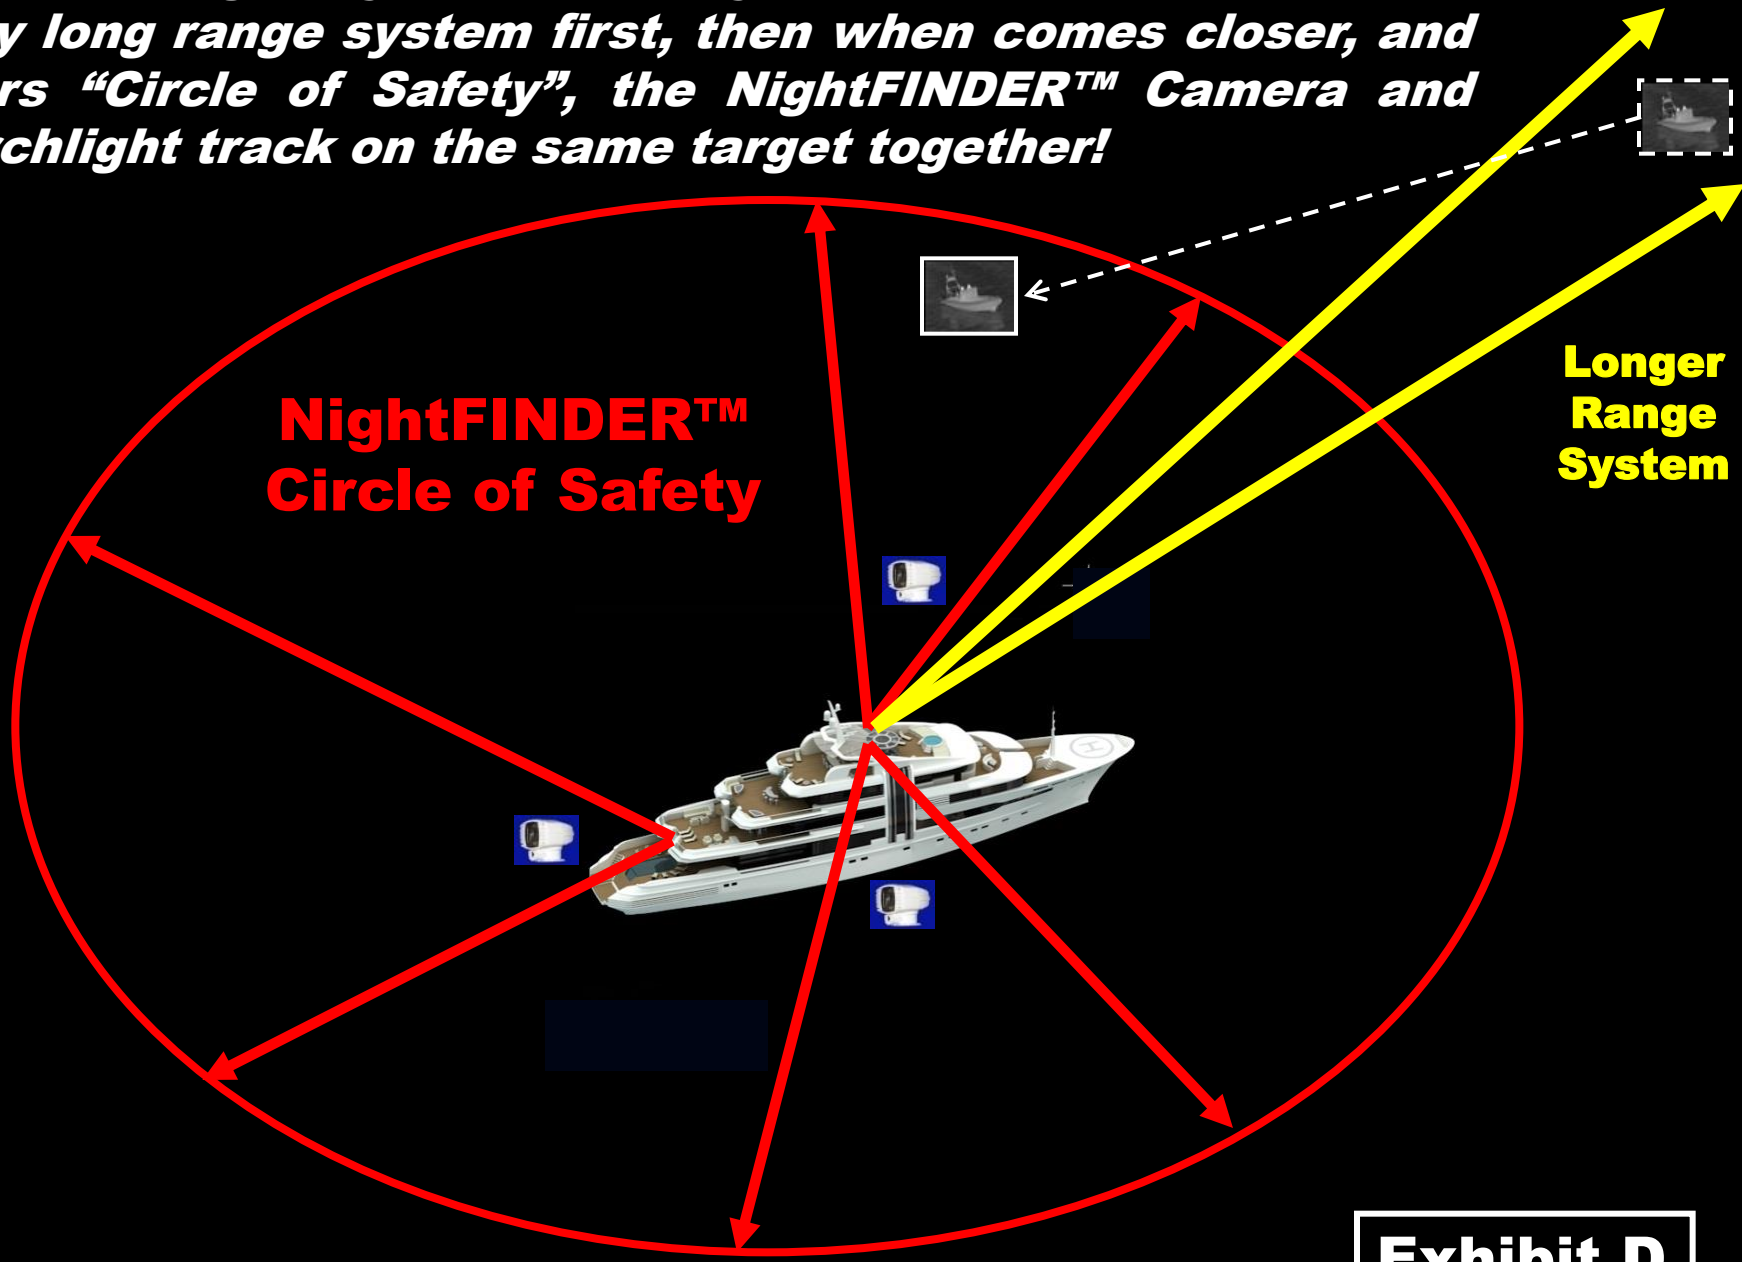 y long range system first, then when comes closer, and
rs “Circle of Safety”, the NightFINDER™ Camera and
rchlight track on the same target together!
NightFINDER™
Circle of Safety
Longer
Range
System
Exhibit D